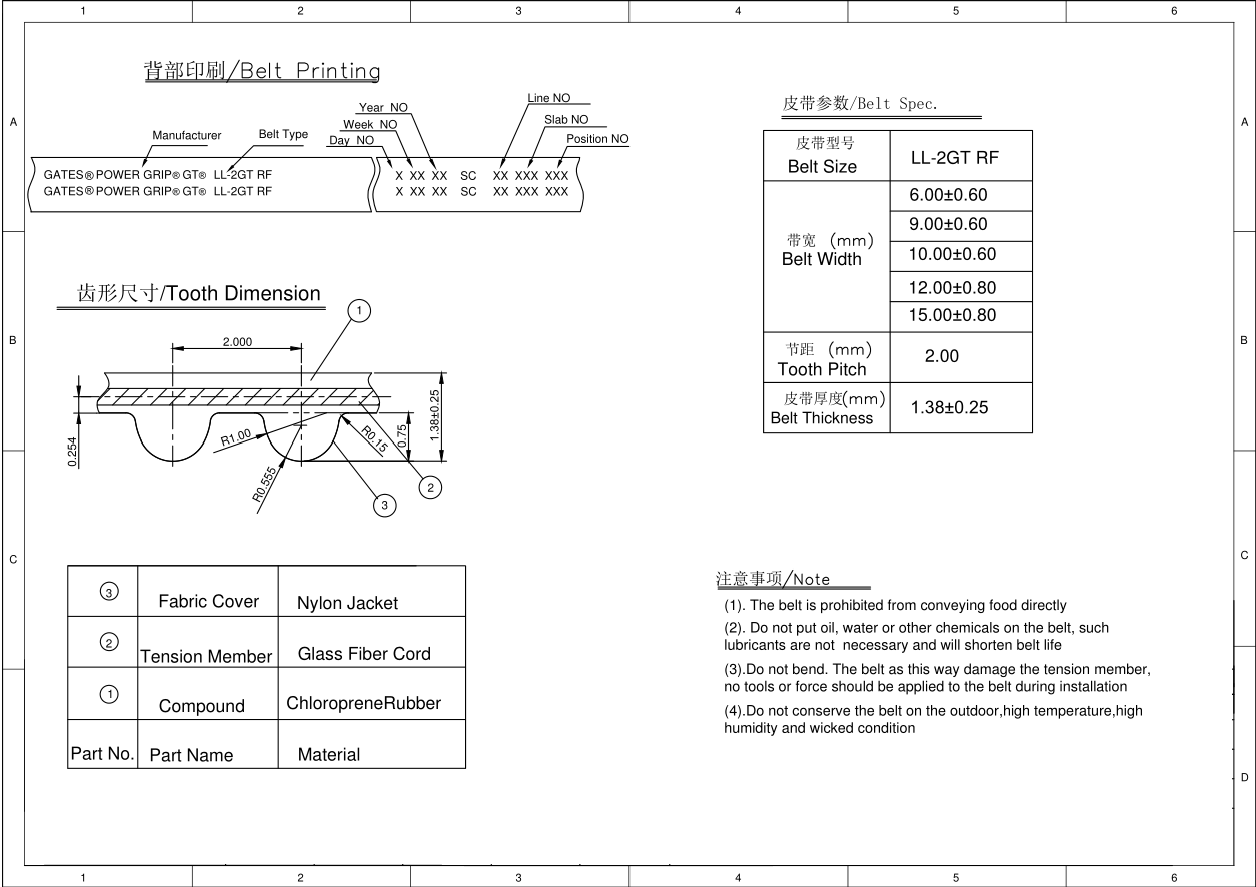 1 2 3 4 5 6
A
B
C
A
B
C
D
背部印刷/Belt Printing
Manufacturer
Belt Type
Year NO
Week NO
Day NO
Line NO
Slab NO
Position NO
GATES®POWER GRIP® GT® LL-2GT RF
GATES®POWER GRIP® GT® LL-2GT RF
X XX XX SC XX XXX XXX
X XX XX SC XX XXX XXX
齿形尺寸/Tooth Dimension
1
2.000
0.254
R1.00
R0.555
R0.15
0.75
1.38±0.25
2
3
3 Fabric Cover Nylon Jacket
2 Tension Member Glass Fiber Cord
1 Compound ChloropreneRubber
Part No. Part Name Material
皮带参数/Belt Spec.
皮带型号
Belt Size
LL-2GT RF
带宽 (mm)
Belt Width
6.00±0.60
9.00±0.60
10.00±0.60
12.00±0.80
15.00±0.80
节距 (mm)
Tooth Pitch
2.00
皮带厚度(mm)
Belt Thickness
1.38±0.25
注意事项/Note
(1). The belt is prohibited from conveying food directly
(2). Do not put oil, water or other chemicals on the belt, such
lubricants are not necessary and will shorten belt life
(3).Do not bend. The belt as this way damage the tension member,
no tools or force should be applied to the belt during installation
(4).Do not conserve the belt on the outdoor,high temperature,high
humidity and wicked condition
1 2 3 4 5 6